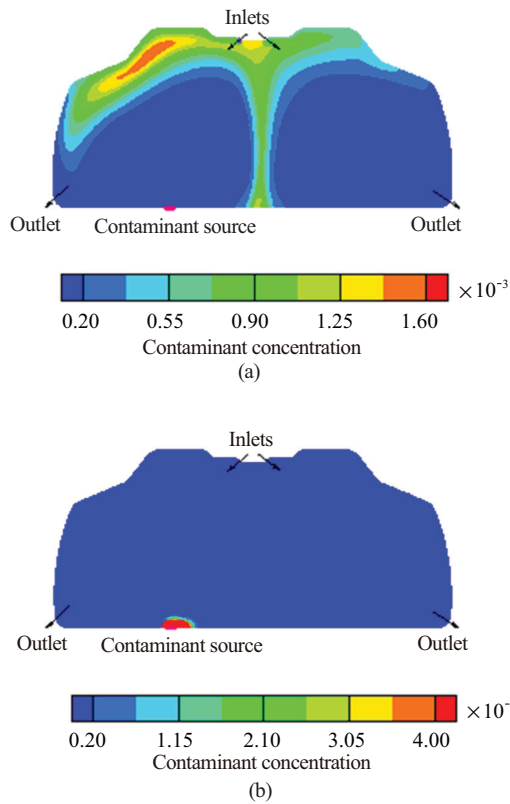 Inlets
Outlet Contaminant source Outlet
×10⁻³
0.20 0.55 0.90 1.25 1.60
Contaminant concentration
(a)
Inlets
Outlet Contaminant source Outlet
×10⁻
0.20 1.15 2.10 3.05 4.00
Contaminant concentration
(b)